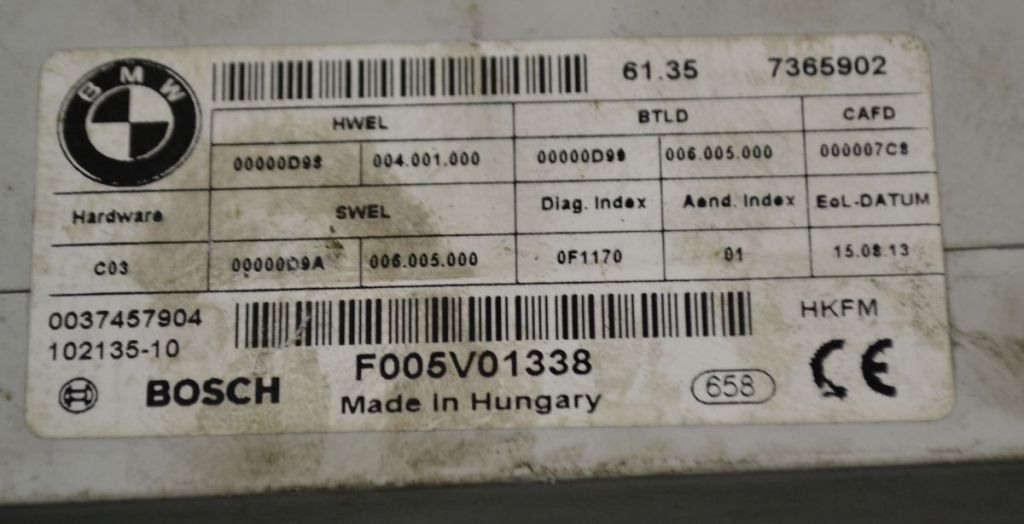 BMW
61.35 7365902
HWEL BTLD CAFD
00000D98 004.001.000 00000D99 006.005.000 000007C8
Hardware SWEL Diag. Index Aend. Index EoL-DATUM
C03 00000D9A 006.005.000 0F1170 01 15.08.13
0037457904 HKFM
102135-10
F005V01338
BOSCH Made in Hungary 658 CE